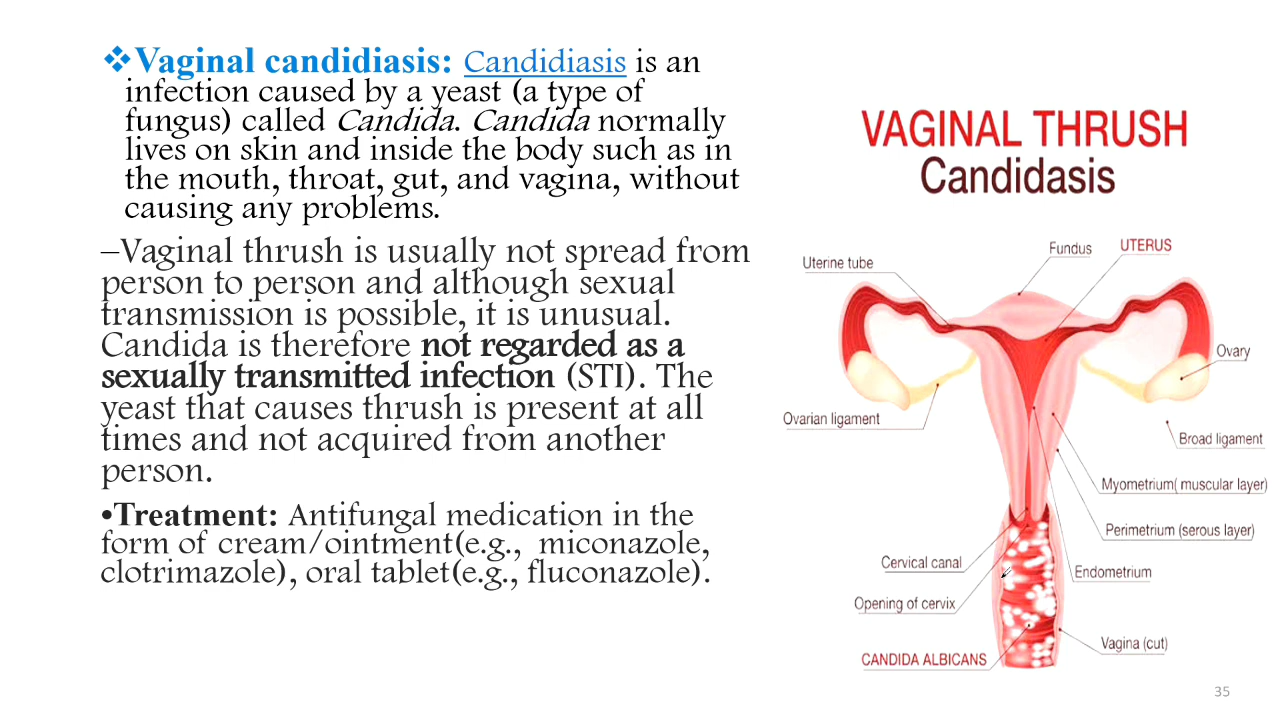 ❖Vaginal candidiasis: Candidiasis is an
infection caused by a yeast (a type of
fungus) called Candida. Candida normally
lives on skin and inside the body such as in
the mouth, throat, gut, and vagina, without
causing any problems.
–Vaginal thrush is usually not spread from
person to person and although sexual
transmission is possible, it is unusual.
Candida is therefore not regarded as a
sexually transmitted infection (STI). The
yeast that causes thrush is present at all
times and not acquired from another
person.
•Treatment: Antifungal medication in the
form of cream/ointment(e.g., miconazole,
clotrimazole), oral tablet(e.g., fluconazole).
VAGINAL THRUSH
Candidasis
Fundus
UTERUS
Uterine tube
Ovary
Ovarian ligament
Broad ligament
Myometrium( muscular layer)
Perimetrium (serous layer)
Cervical canal
Endometrium
Opening of cervix
Vagina (cut)
CANDIDA ALBICANS
35